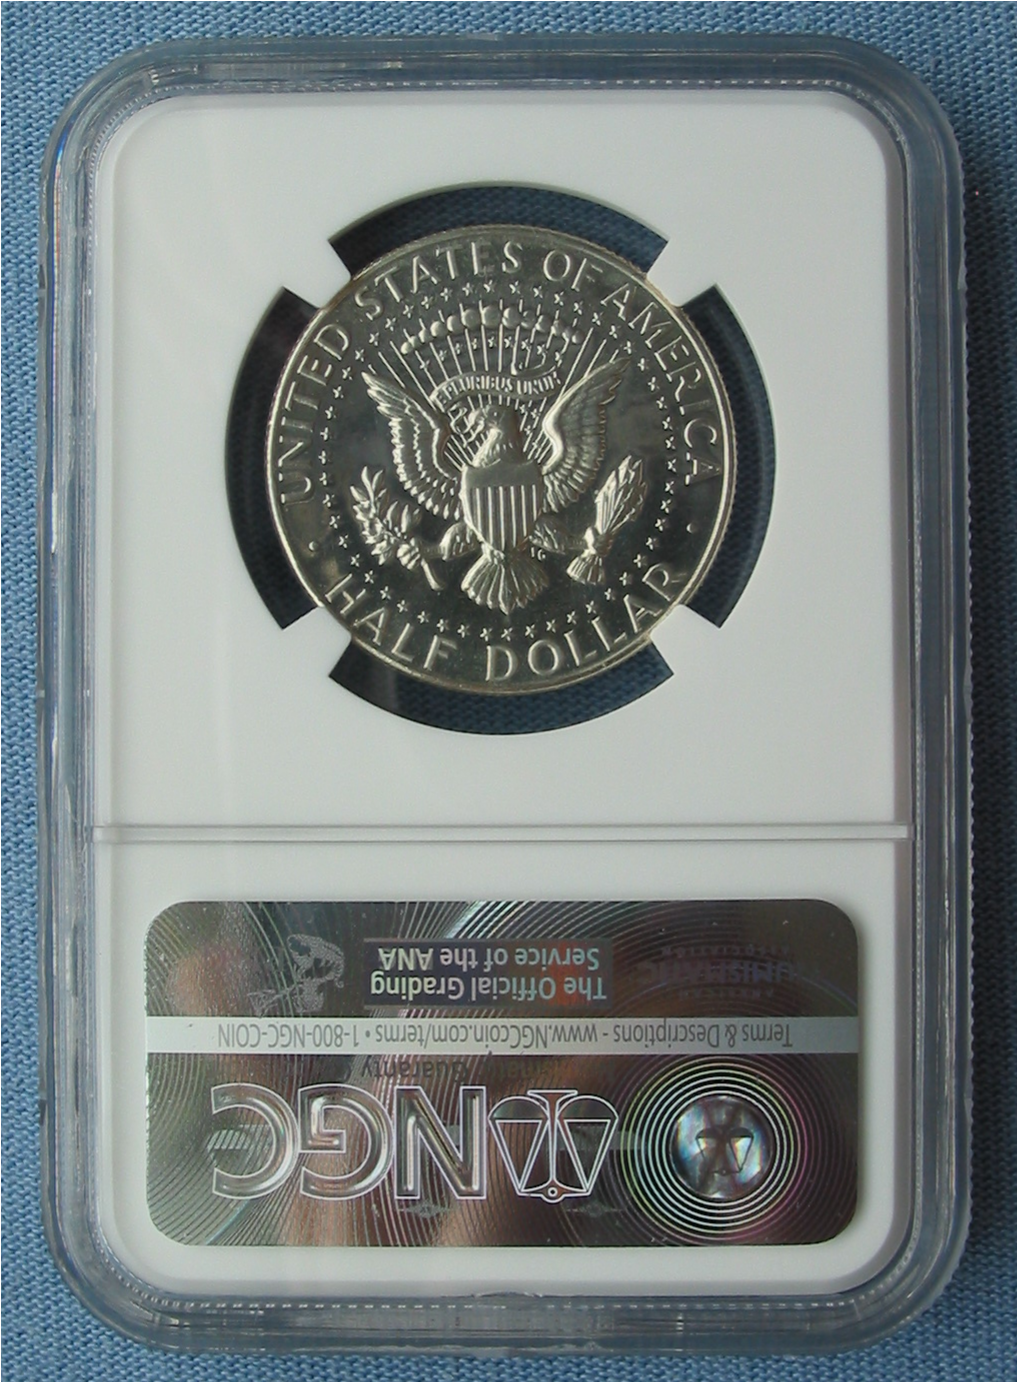 UNITED STATES OF AMERICA
PLURIBUS UNUM
FG
HALF DOLLAR
NGC
Terms & Descriptions - www.NGCcoin.com/terms • 1-800-NGC-COIN
The Official Grading
Service of the ANA